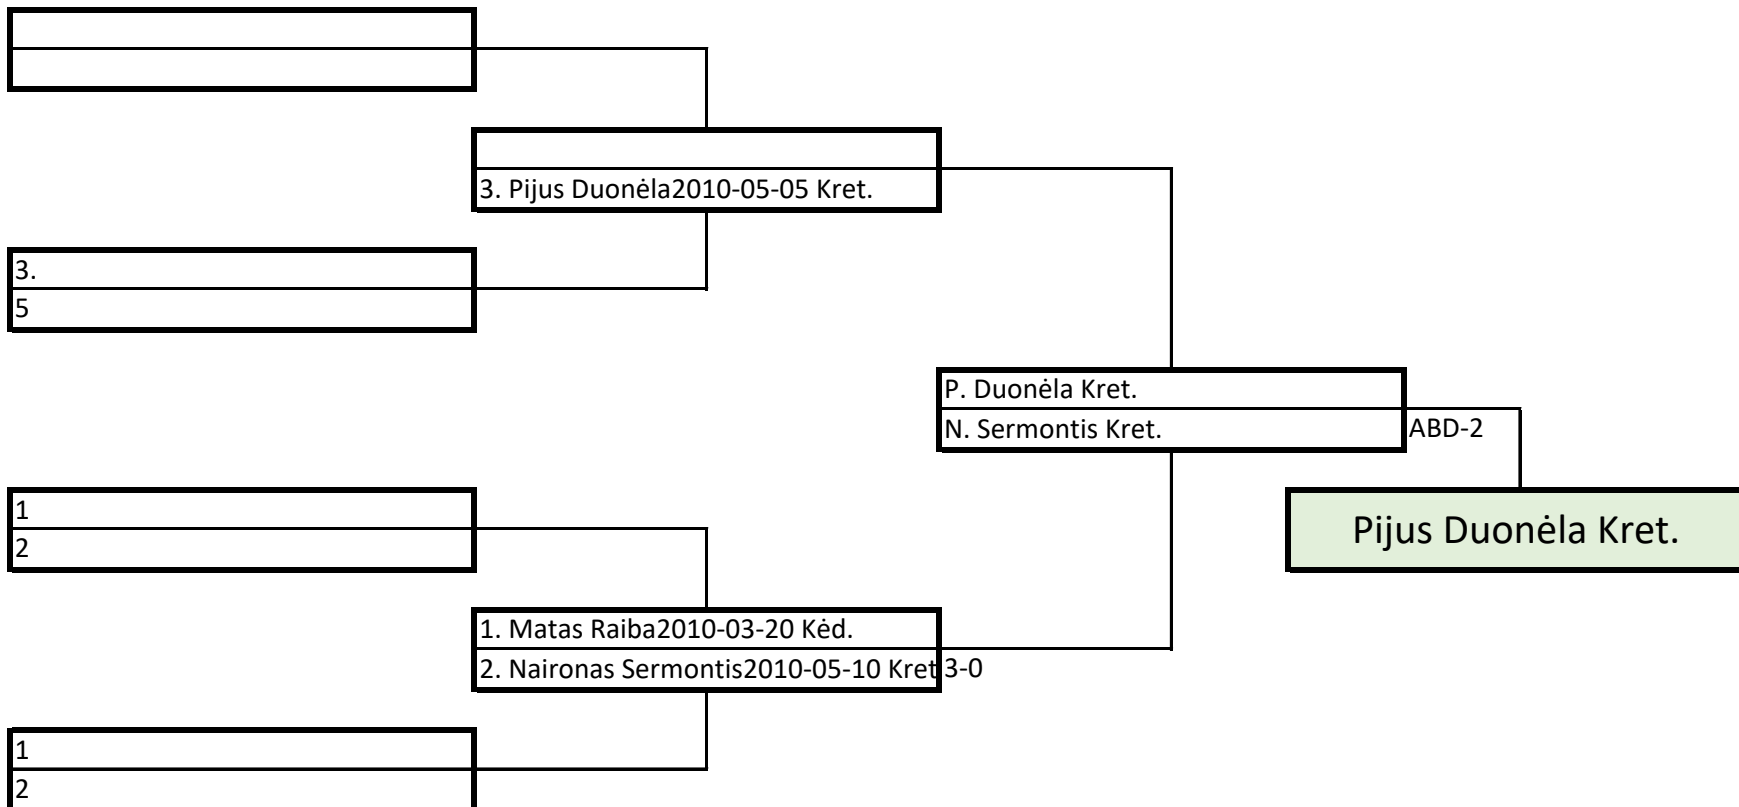 3. Pijus Duonėla2010-05-05 Kret.
3.
5
P. Duonėla Kret.
N. Sermontis Kret.
ABD-2
1
2
Pijus Duonėla Kret.
1. Matas Raiba2010-03-20 Kėd.
2. Naironas Sermontis2010-05-10 Kret 3-0
1
2